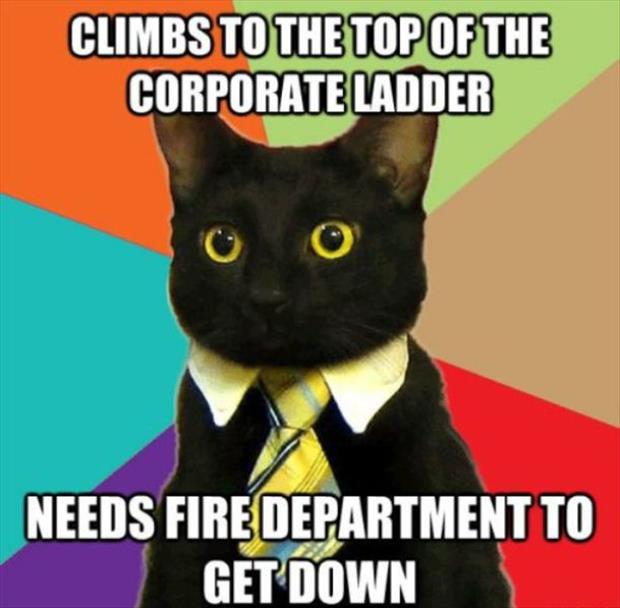 CLIMBS TO THE TOP OF THE
CORPORATE LADDER
NEEDS FIRE DEPARTMENT TO
GET DOWN